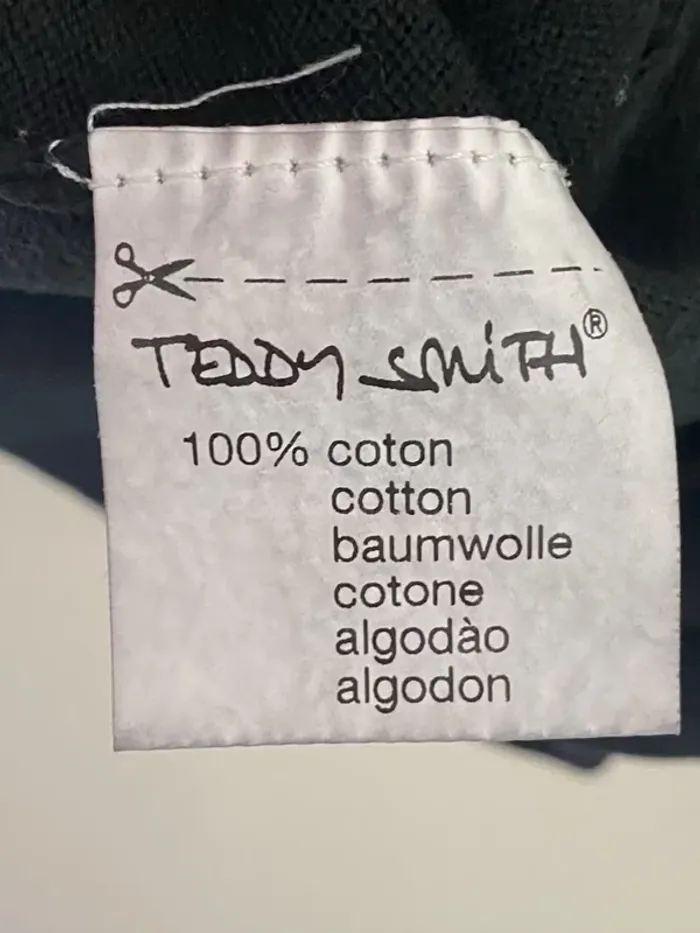 TEDDY SMITH®
100% coton
cotton
baumwolle
cotone
algodào
algodon